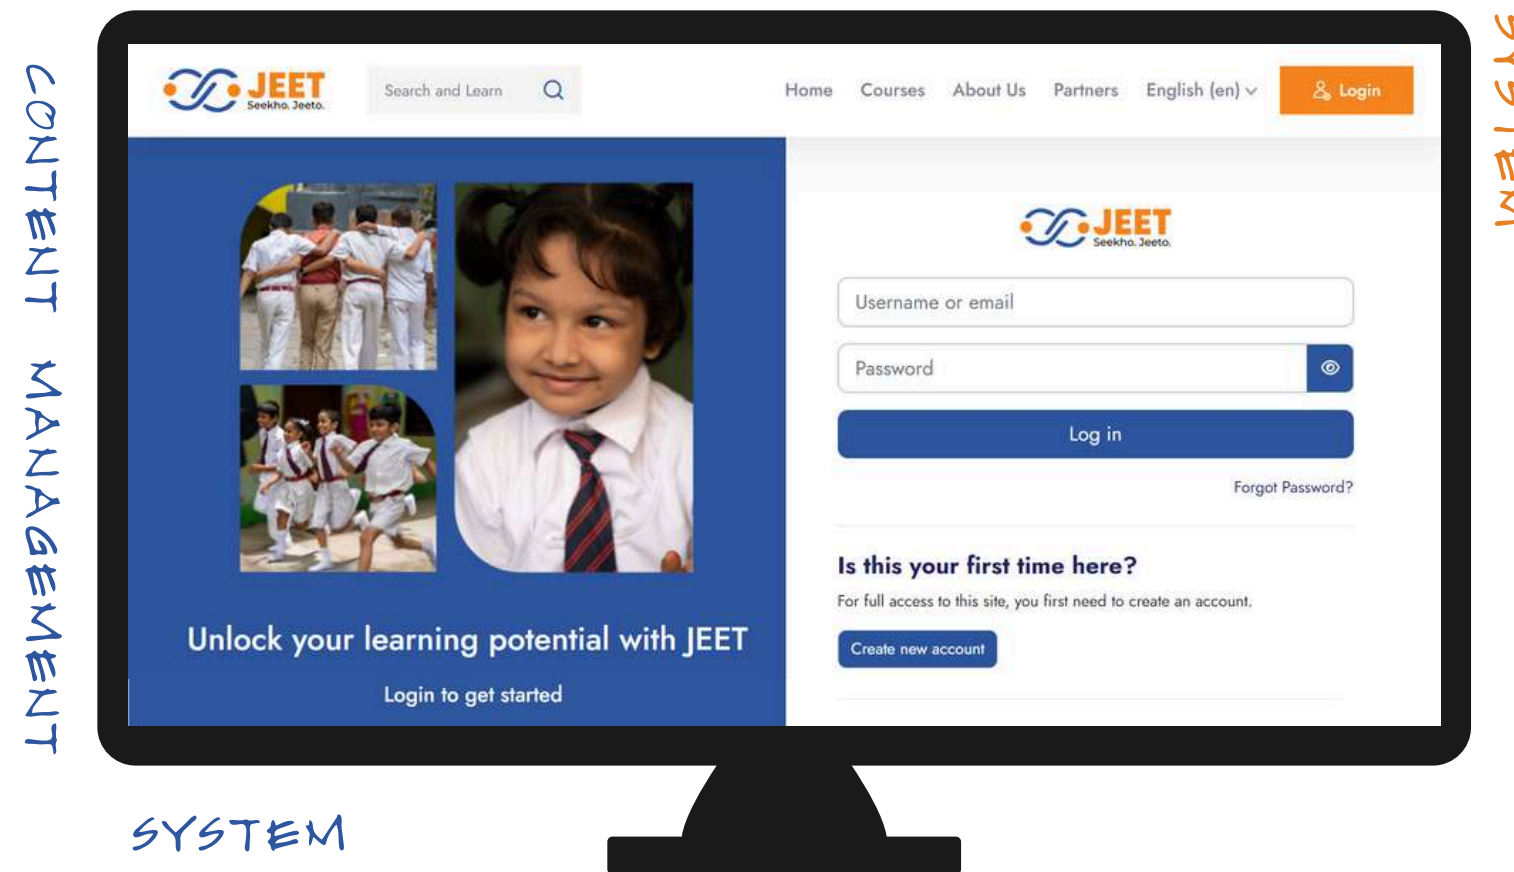 CONTENT MANAGEMENT
SYSTEM
SYSTEM
JEET
Seekho. Jeeto.
Search and Learn
Home Courses About Us Partners English (en) Login
JEET
Seekho. Jeeto.
Username or email
Password
Log in
Forgot Password?
Is this your first time here?
For full access to this site, you first need to create an account.
Create new account
Unlock your learning potential with JEET
Login to get started